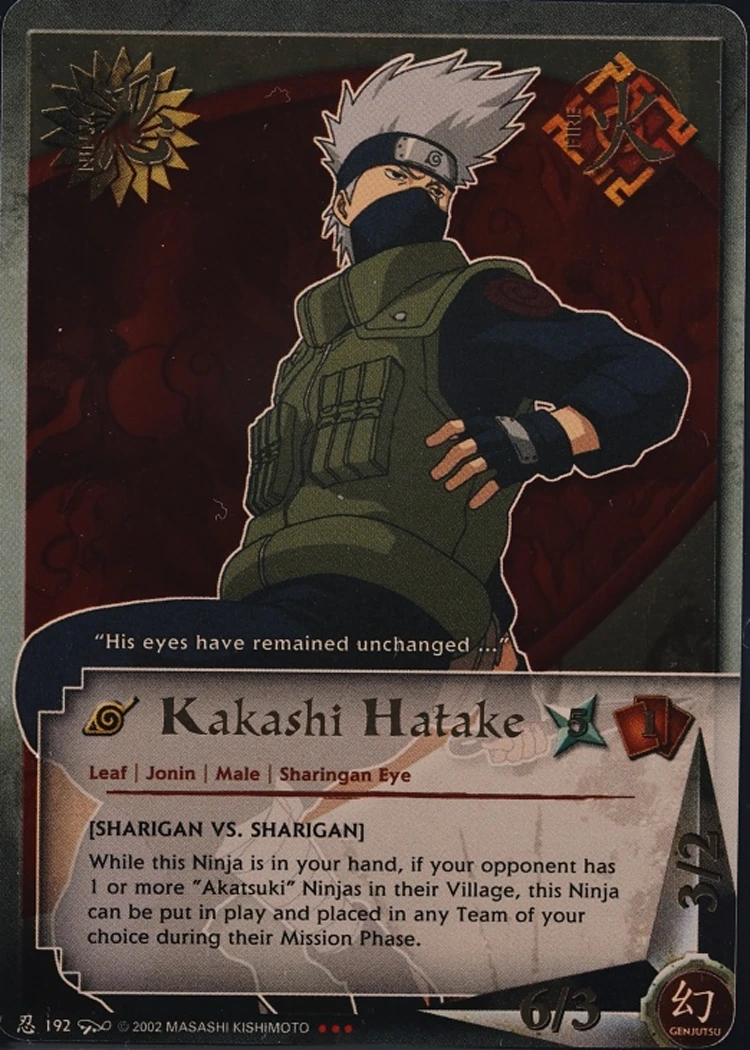 NINJA
FIRE
火
"His eyes have remained unchanged ..."
Kakashi Hatake 5 1
Leaf | Jonin | Male | Sharingan Eye
[SHARIGAN VS. SHARIGAN]
While this Ninja is in your hand, if your opponent has
1 or more "Akatsuki" Ninjas in their Village, this Ninja
can be put in play and placed in any Team of your
choice during their Mission Phase.
3/2
6/3
幻
GENJUTSU
忍 192 © 2002 MASASHI KISHIMOTO